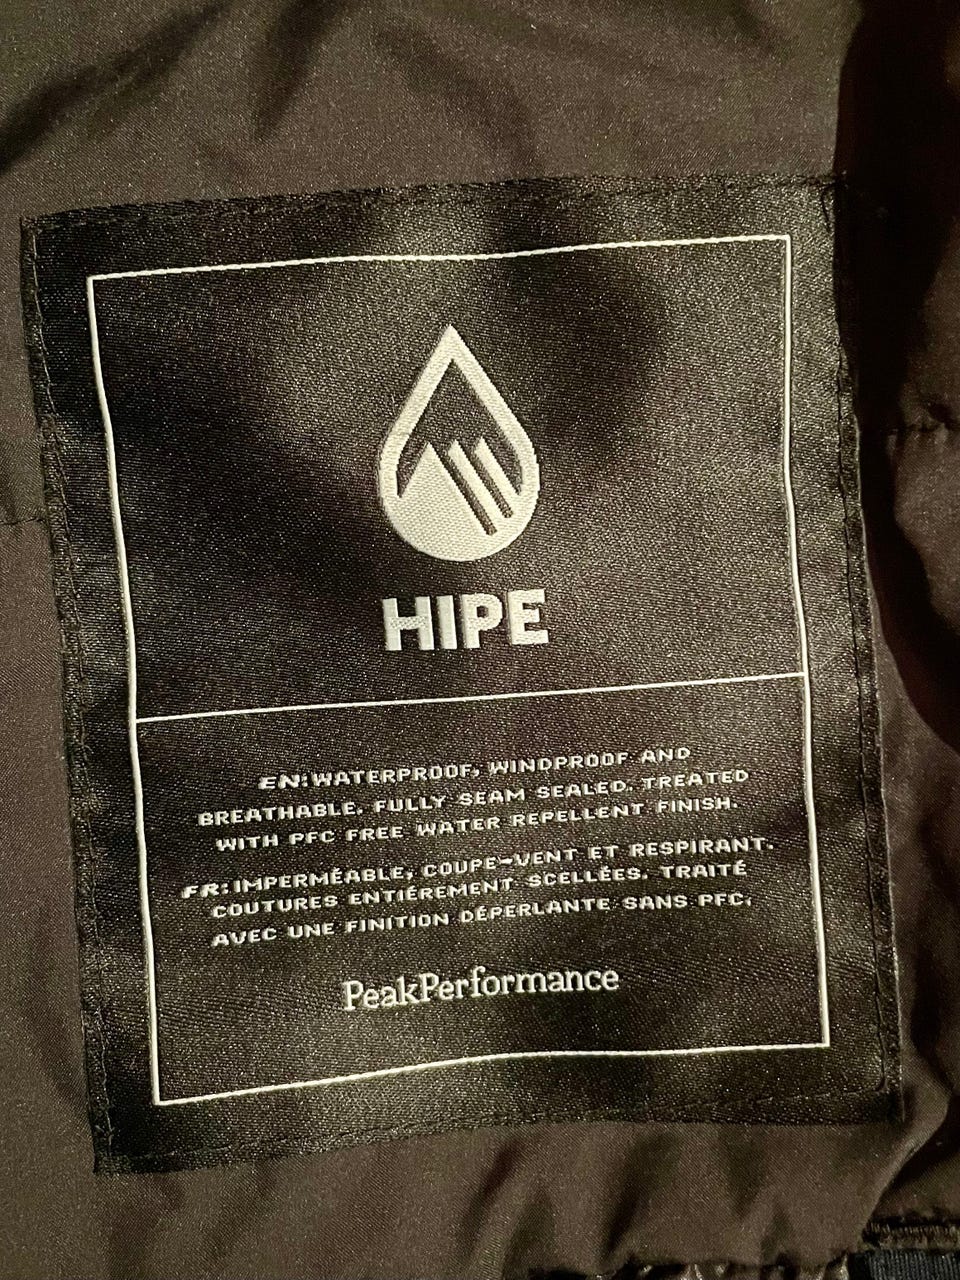 HIPE
EN:WATERPROOF, WINDPROOF AND
BREATHABLE. FULLY SEAM SEALED. TREATED
WITH PFC FREE WATER REPELLENT FINISH.
FR:IMPERMÉABLE, COUPE-VENT ET RESPIRANT.
COUTURES ENTIÉREMENT SCELLÉES. TRAITÉ
AVEC UNE FINITION DÉPERLANTE SANS PFC.
PeakPerformance